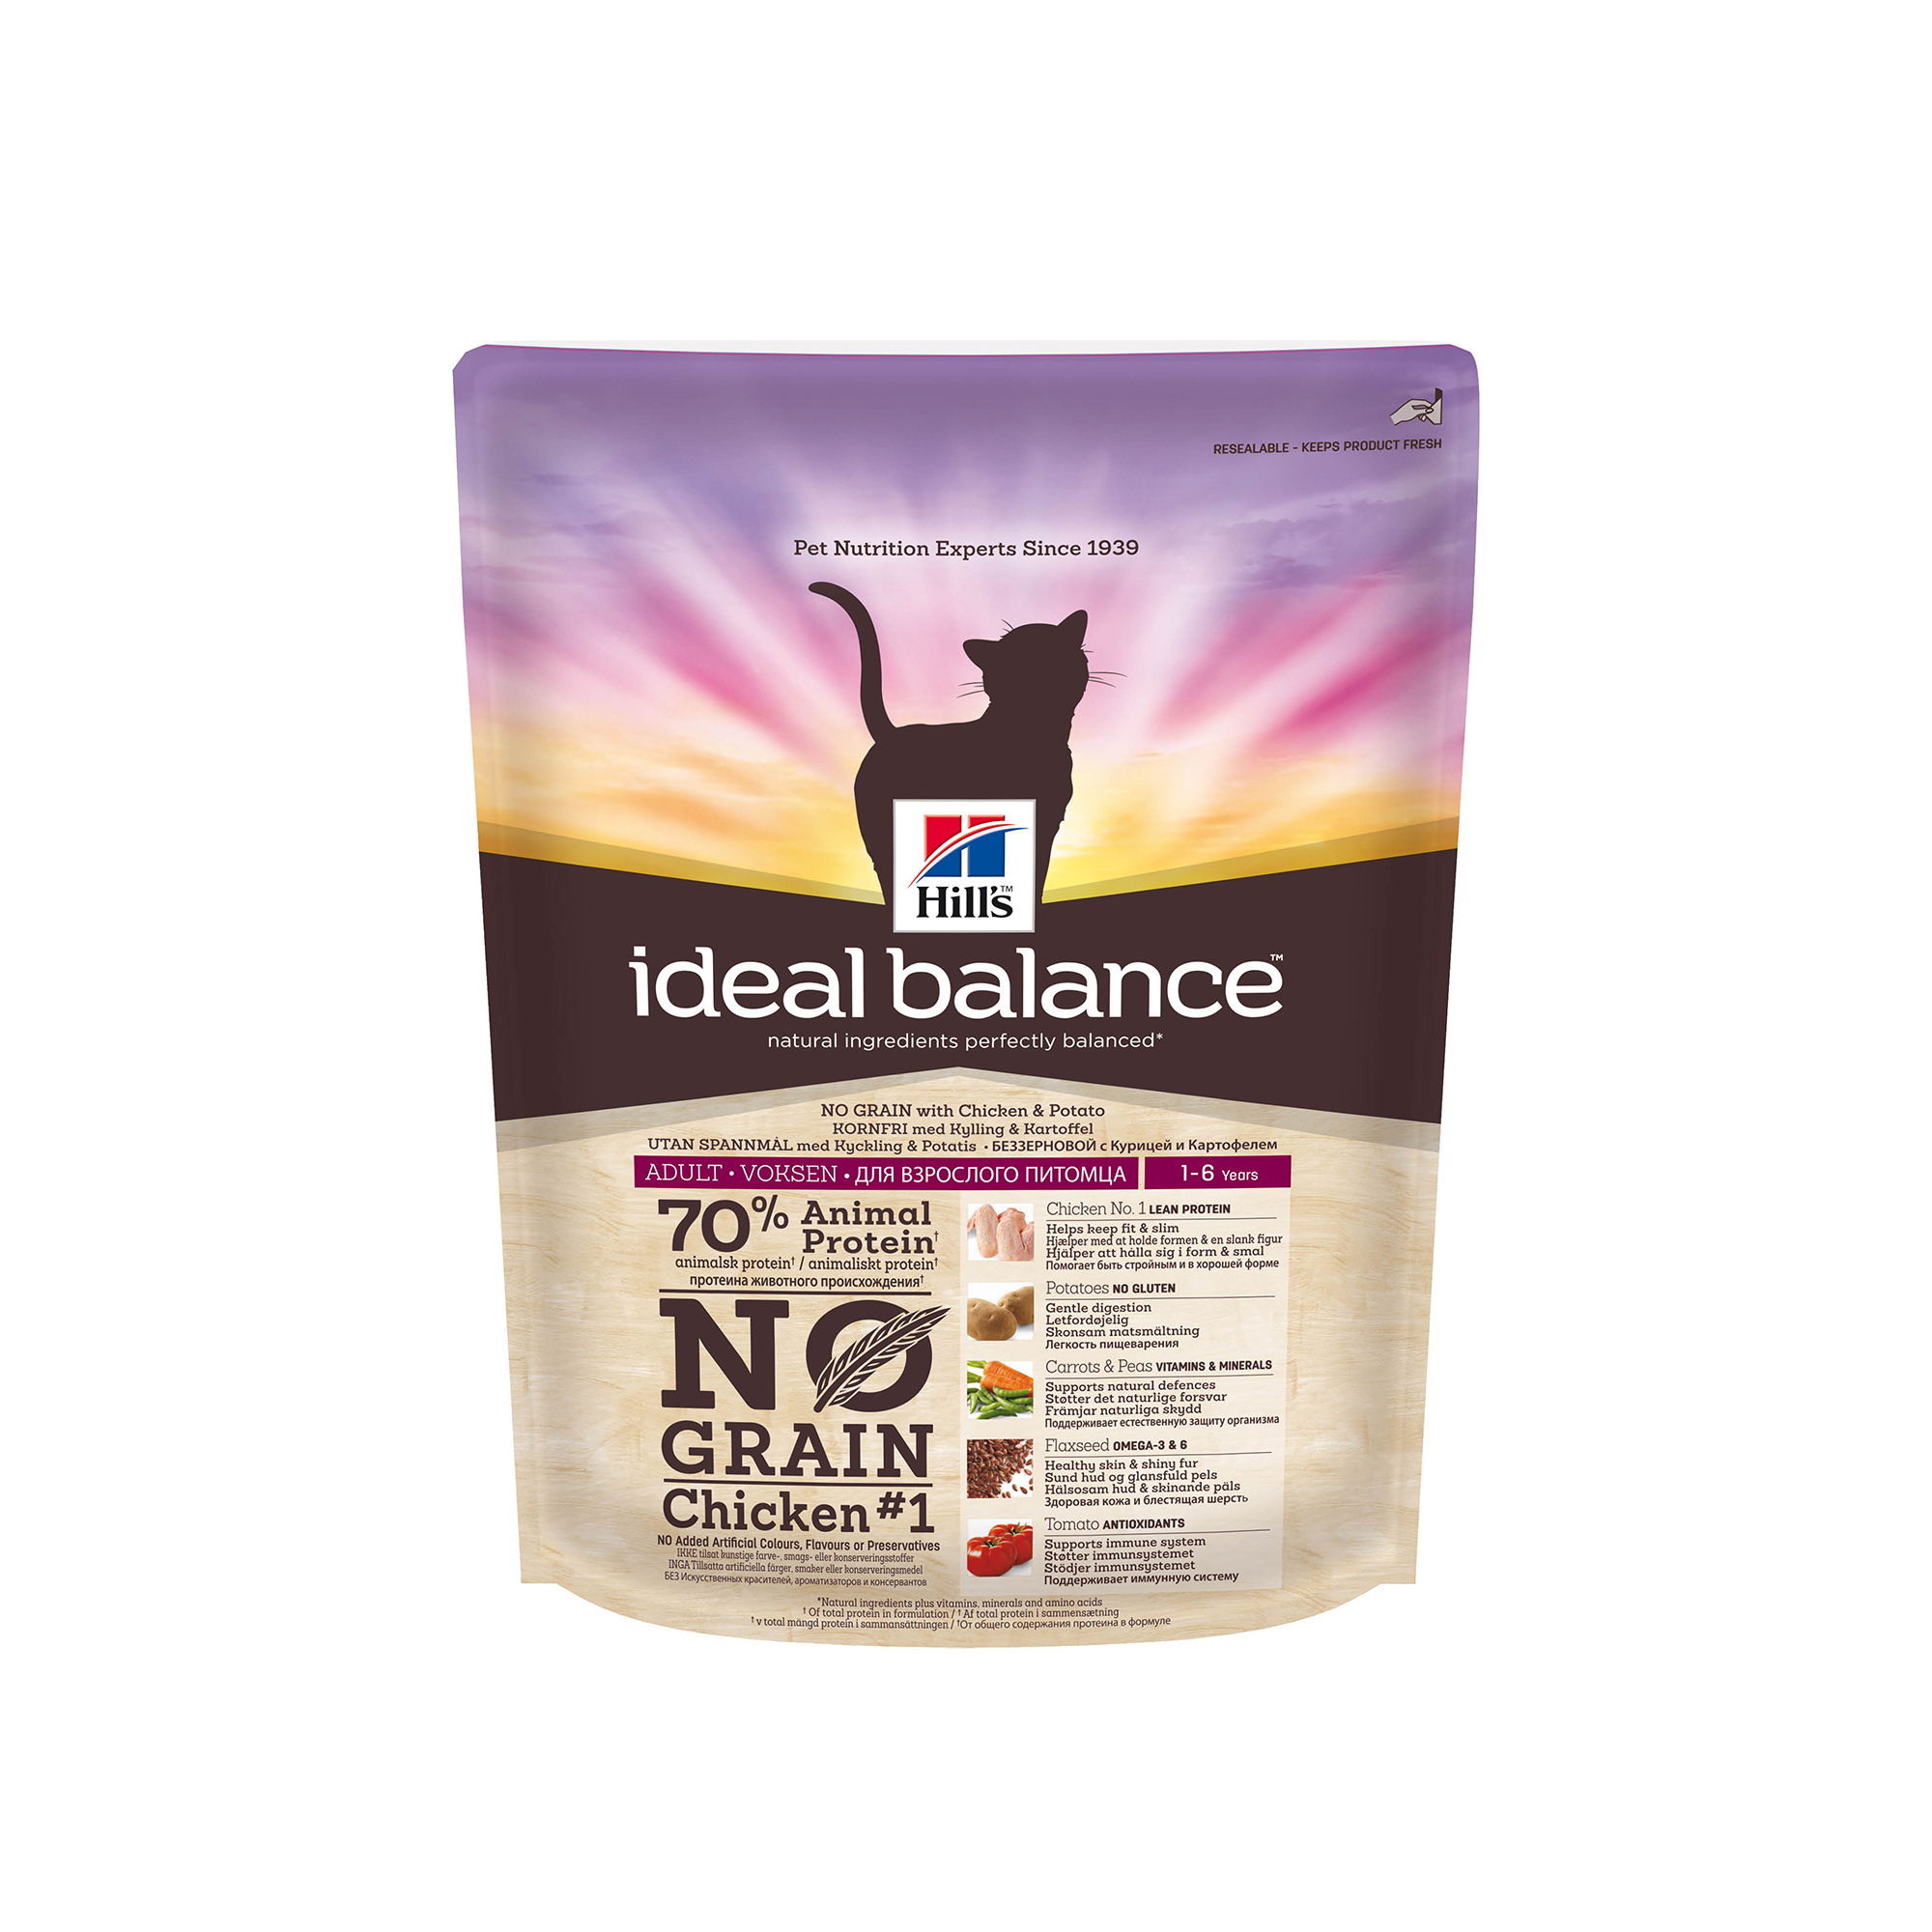 RESEALABLE - KEEPS PRODUCT FRESH
Pet Nutrition Experts Since 1939
Hill's™
ideal balance™
natural ingredients perfectly balanced*
NO GRAIN with Chicken & Potato
KORNFRI med Kylling & Kartoffel
UTAN SPANNMÅL med Kyckling & Potatis • БЕЗЗЕРНОВОЙ с Курицей и Картофелем
ADULT • VOKSEN • ДЛЯ ВЗРОСЛОГО ПИТОМЦА 1-6 Years
70% Animal
Protein†
animalsk protein† / animaliskt protein†
протеина животного происхождения†
NO
GRAIN
Chicken #1
NO Added Artificial Colours, Flavours or Preservatives
IKKE tilsat kunstige farve-, smags- eller konserveringsstoffer
INGA Tillsatta artificiella färger, smaker eller konserveringsmedel
БЕЗ Искусственных красителей, ароматизаторов и консервантов
Chicken No. 1 LEAN PROTEIN
Helps keep fit & slim
Hjælper med at holde formen & en slank figur
Hjälper att hålla sig i form & smal
Помогает быть стройным и в хорошей форме
Potatoes NO GLUTEN
Gentle digestion
Letfordøjelig
Skonsam matsmältning
Легкость пищеварения
Carrots & Peas VITAMINS & MINERALS
Supports natural defences
Støtter det naturlige forsvar
Främjar naturliga skydd
Поддерживает естественную защиту организма
Flaxseed OMEGA-3 & 6
Healthy skin & shiny fur
Sund hud og glansfuld pels
Hälsosam hud & skinande päls
Здоровая кожа и блестящая шерсть
Tomato ANTIOXIDANTS
Supports immune system
Støtter immunsystemet
Stödjer immunsystemet
Поддерживает иммунную систему
*Natural ingredients plus vitamins, minerals and amino acids
† Of total protein in formulation / † Af total protein i sammensætning
† v total mängd protein i sammansättningen / †От общего содержания протеина в формуле